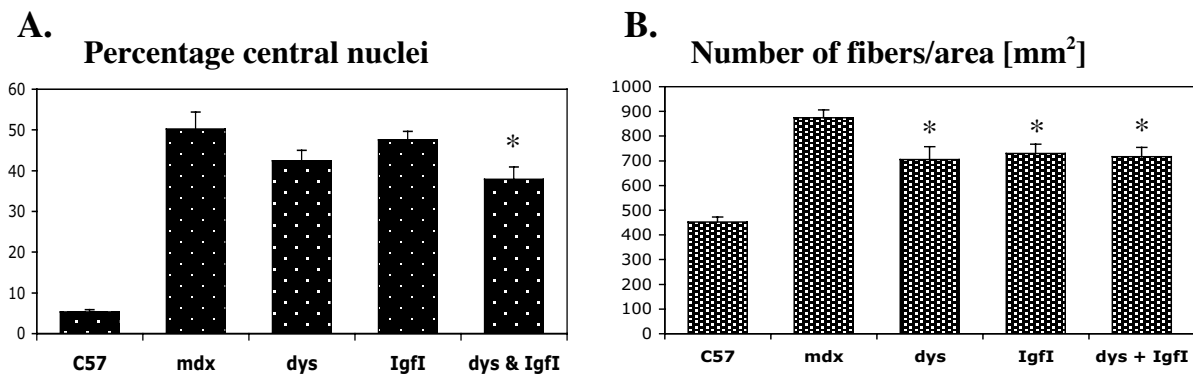 A.
Percentage central nuclei
60
50
40
30
20
10
0
*
C57 mdx dys IgfI dys & IgfI
B.
Number of fibers/area [mm²]
1000
900
800
700
600
500
400
300
200
100
0
* * *
C57 mdx dys IgfI dys + IgfI